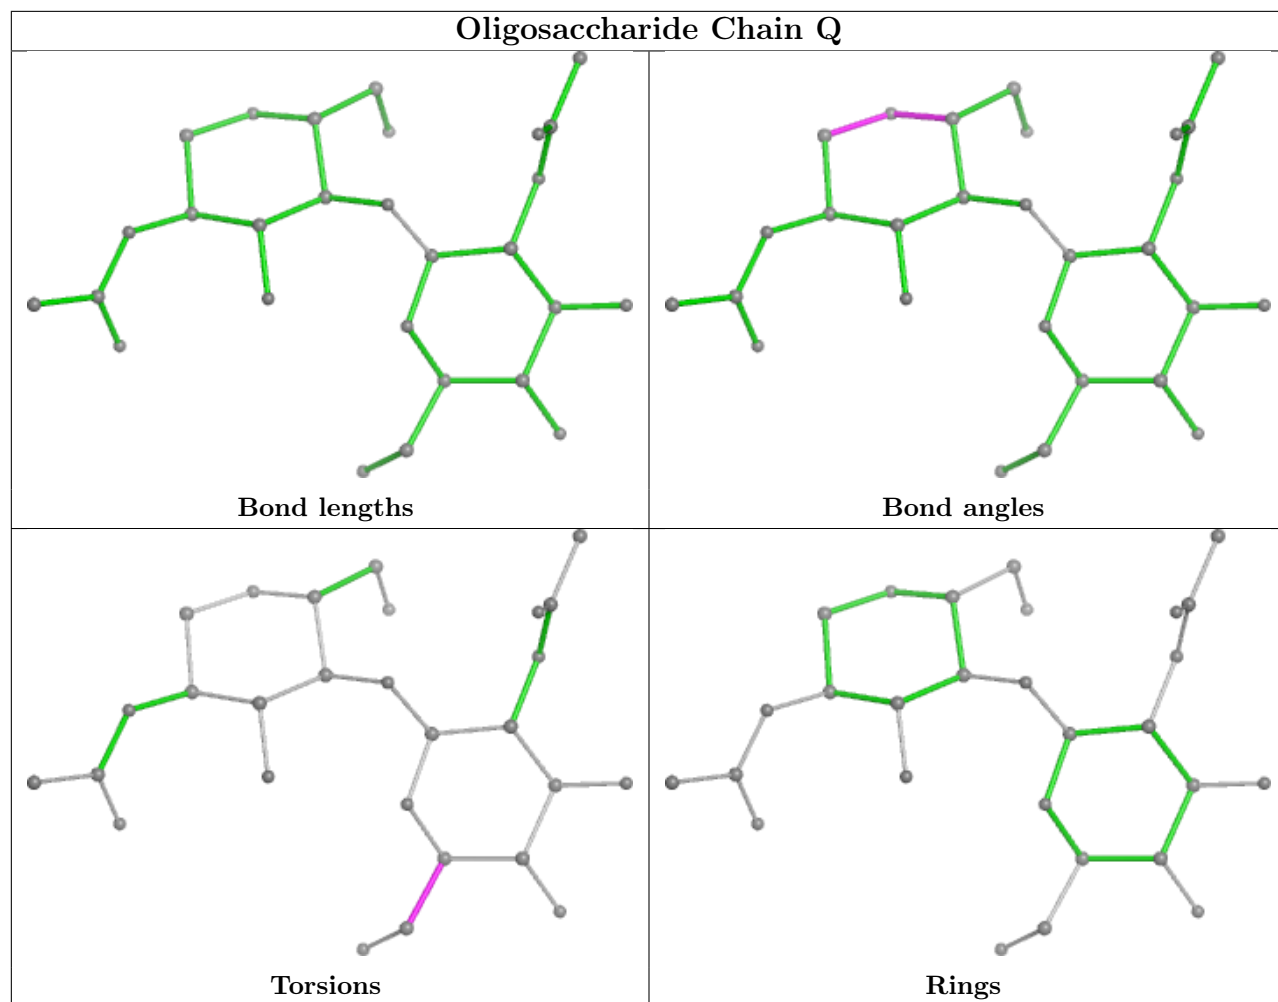 Oligosaccharide Chain Q
Bond lengths
Bond angles
Torsions
Rings